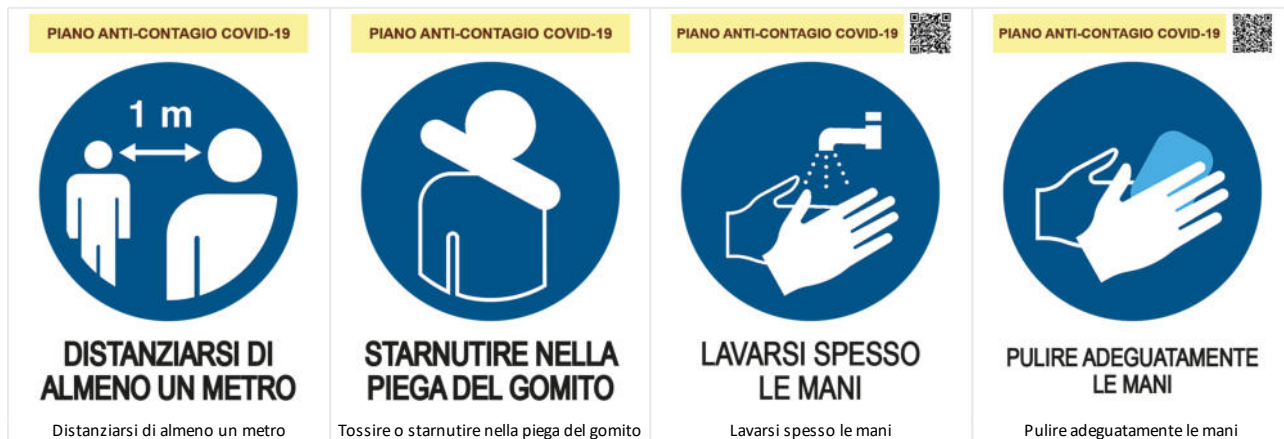 PIANO ANTI-CONTAGIO COVID-19
1 m
DISTANZIARSI DI
ALMENO UN METRO
Distanziarsi di almeno un metro
PIANO ANTI-CONTAGIO COVID-19
STARNUTIRE NELLA
PIEGA DEL GOMITO
Tossire o starnutire nella piega del gomito
PIANO ANTI-CONTAGIO COVID-19
LAVARSI SPESSO
LE MANI
Lavarsi spesso le mani
PIANO ANTI-CONTAGIO COVID-19
PULIRE ADEGUATAMENTE
LE MANI
Pulire adeguatamente le mani